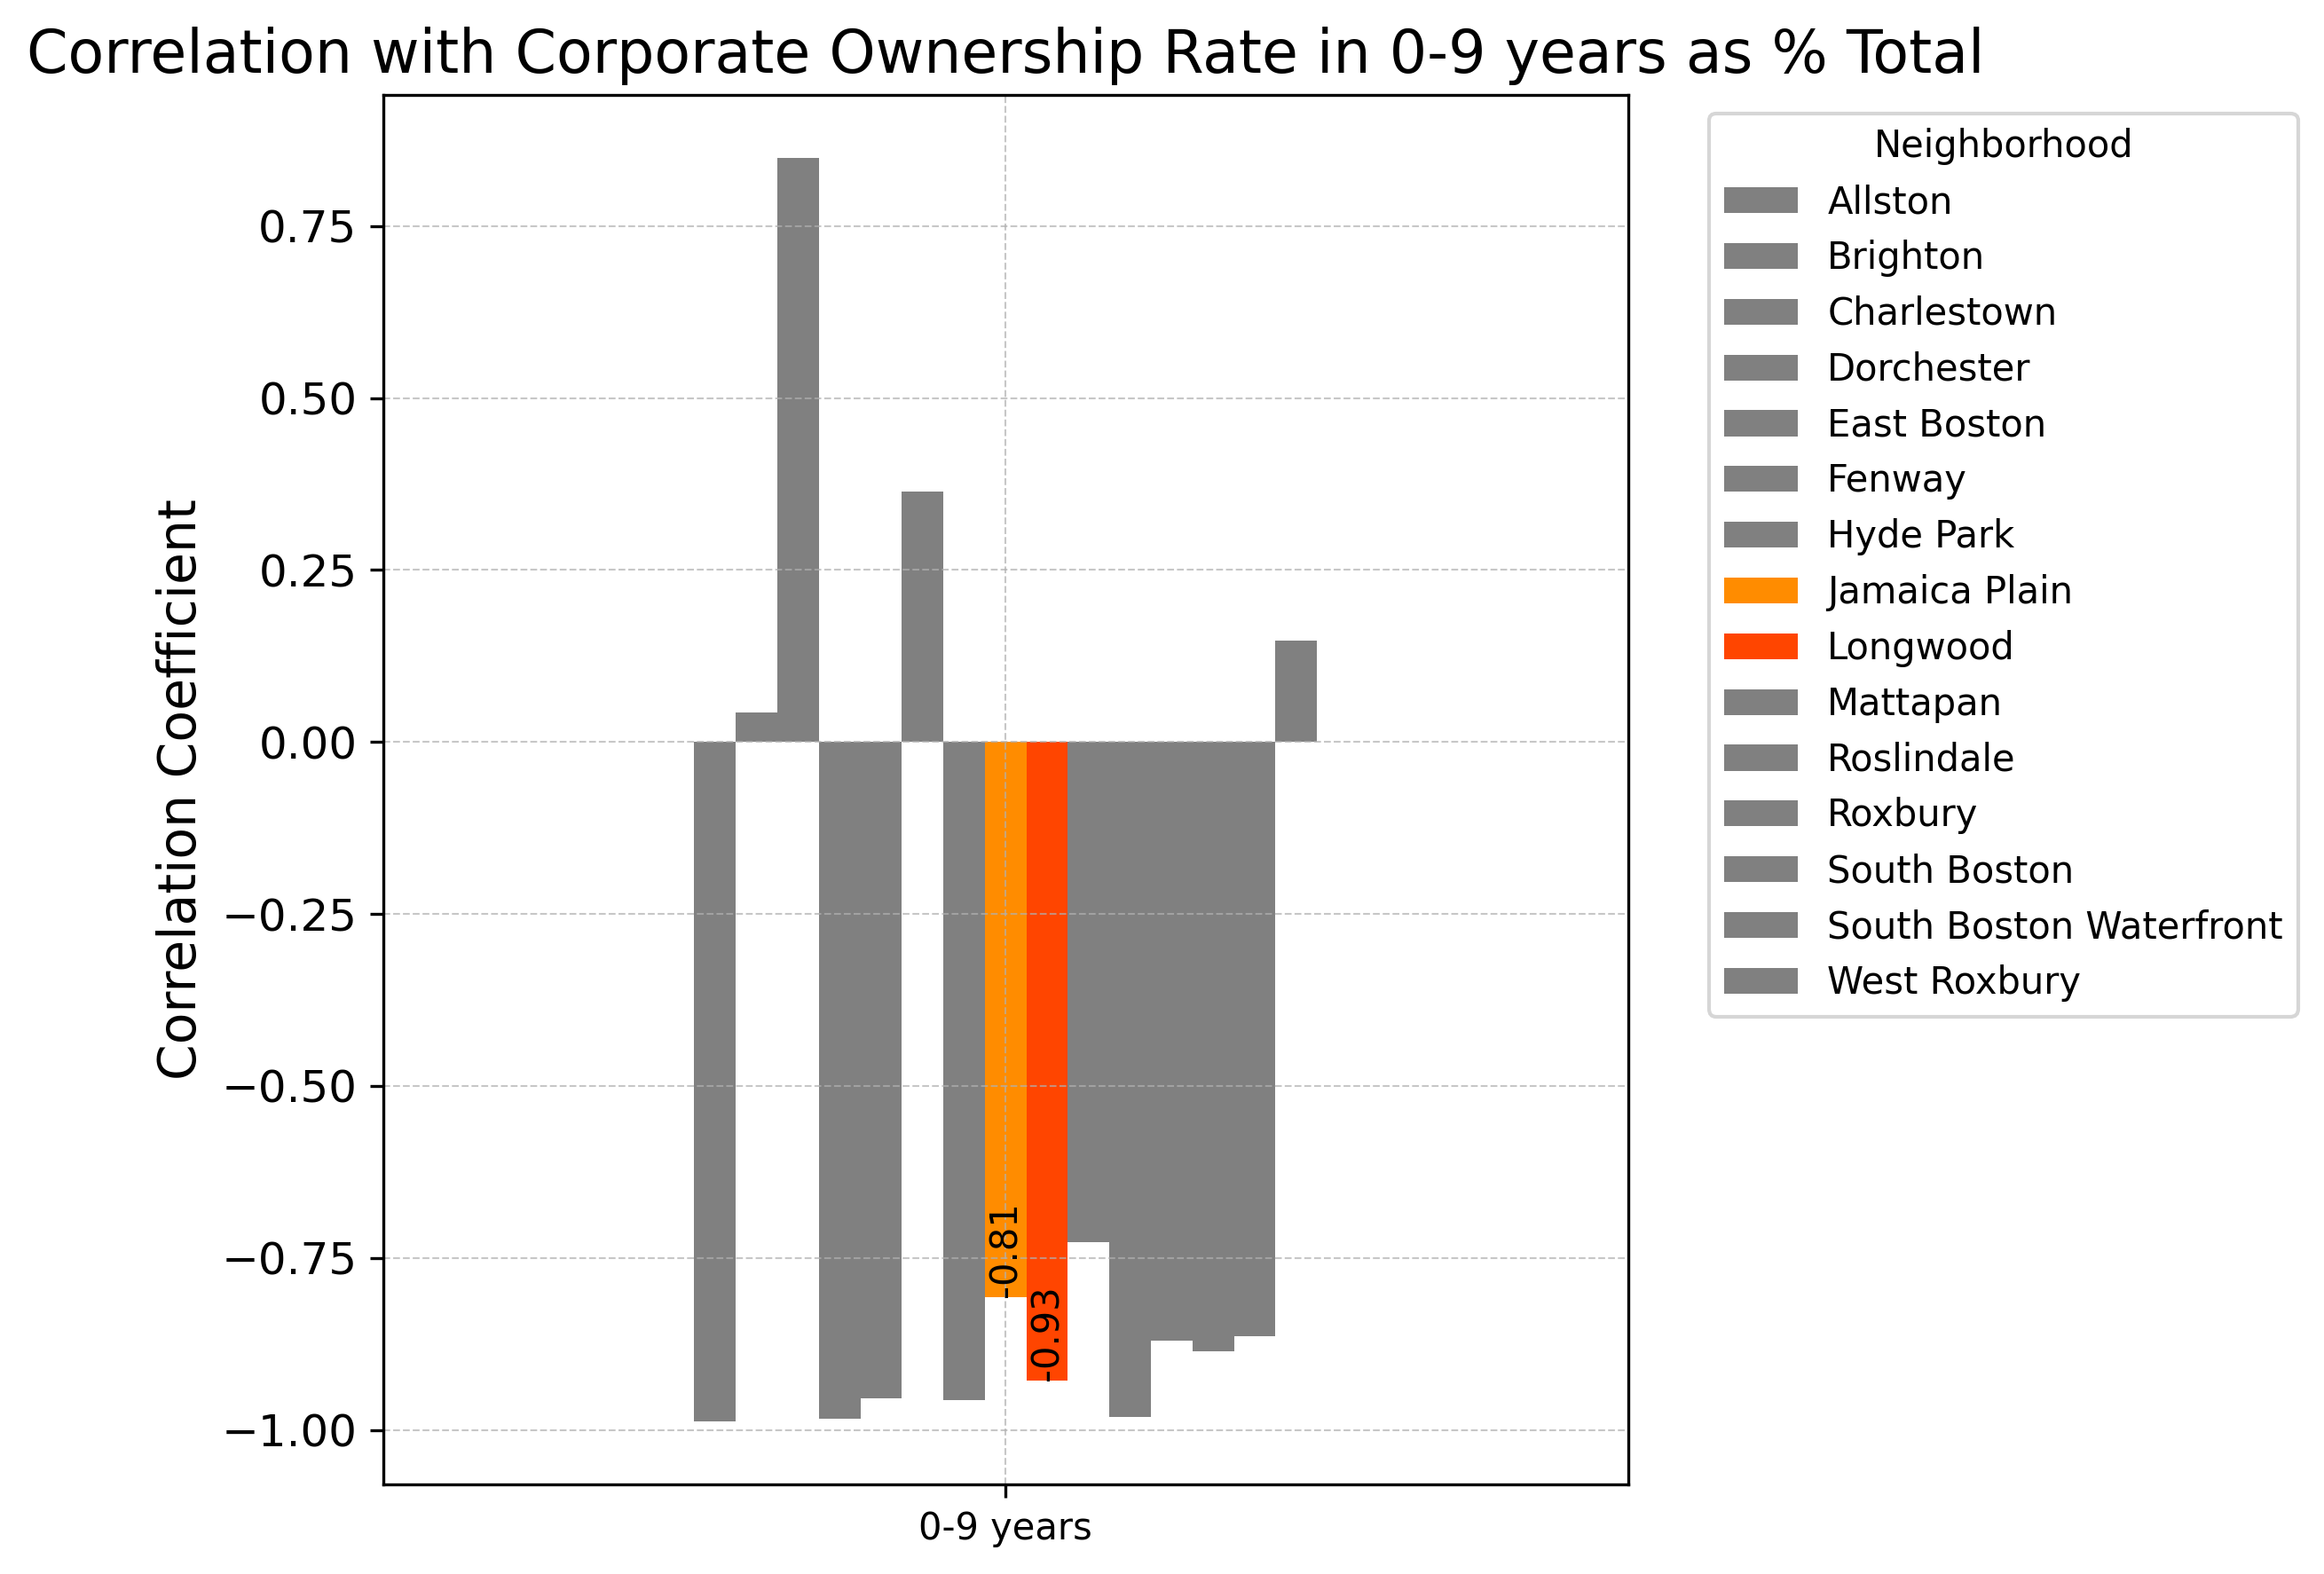 Correlation with Corporate Ownership Rate in 0-9 years as % Total
Correlation Coefficient
0.75
0.50
0.25
0.00
−0.25
−0.50
−0.75
−1.00
-0.81
-0.93
0-9 years
Neighborhood
Allston
Brighton
Charlestown
Dorchester
East Boston
Fenway
Hyde Park
Jamaica Plain
Longwood
Mattapan
Roslindale
Roxbury
South Boston
South Boston Waterfront
West Roxbury